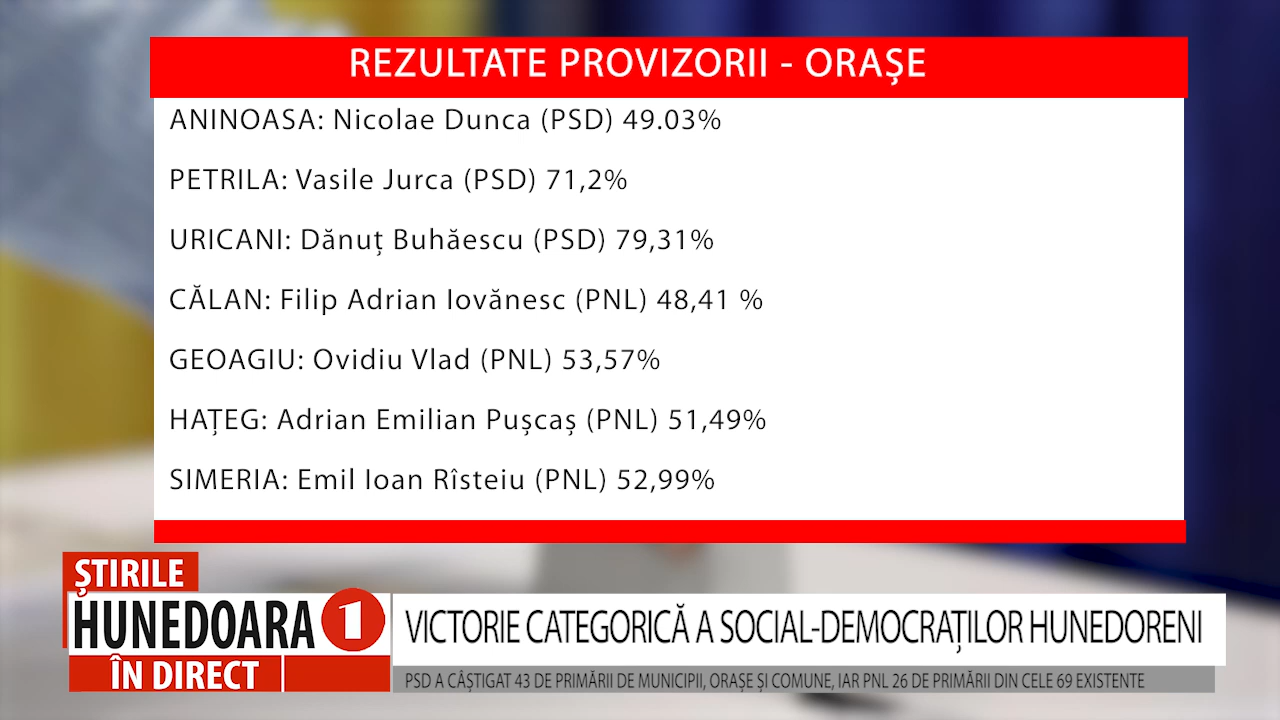 REZULTATE PROVIZORII - ORAȘE
ANINOASA: Nicolae Dunca (PSD) 49.03%
PETRILA: Vasile Jurca (PSD) 71,2%
URICANI: Dănuț Buhăescu (PSD) 79,31%
CĂLAN: Filip Adrian Iovănesc (PNL) 48,41 %
GEOAGIU: Ovidiu Vlad (PNL) 53,57%
HAȚEG: Adrian Emilian Pușcaș (PNL) 51,49%
SIMERIA: Emil Ioan Rîsteiu (PNL) 52,99%
ȘTIRILE
HUNEDOARA 1
ÎN DIRECT
VICTORIE CATEGORICĂ A SOCIAL-DEMOCRAȚILOR HUNEDORENI
PSD A CÂȘTIGAT 43 DE PRIMĂRII DE MUNICIPII, ORAȘE ȘI COMUNE, IAR PNL 26 DE PRIMĂRII DIN CELE 69 EXISTENTE